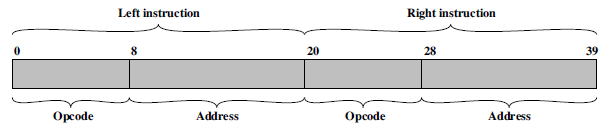 Left instruction Right instruction
0 8 20 28 39
Opcode Address Opcode Address